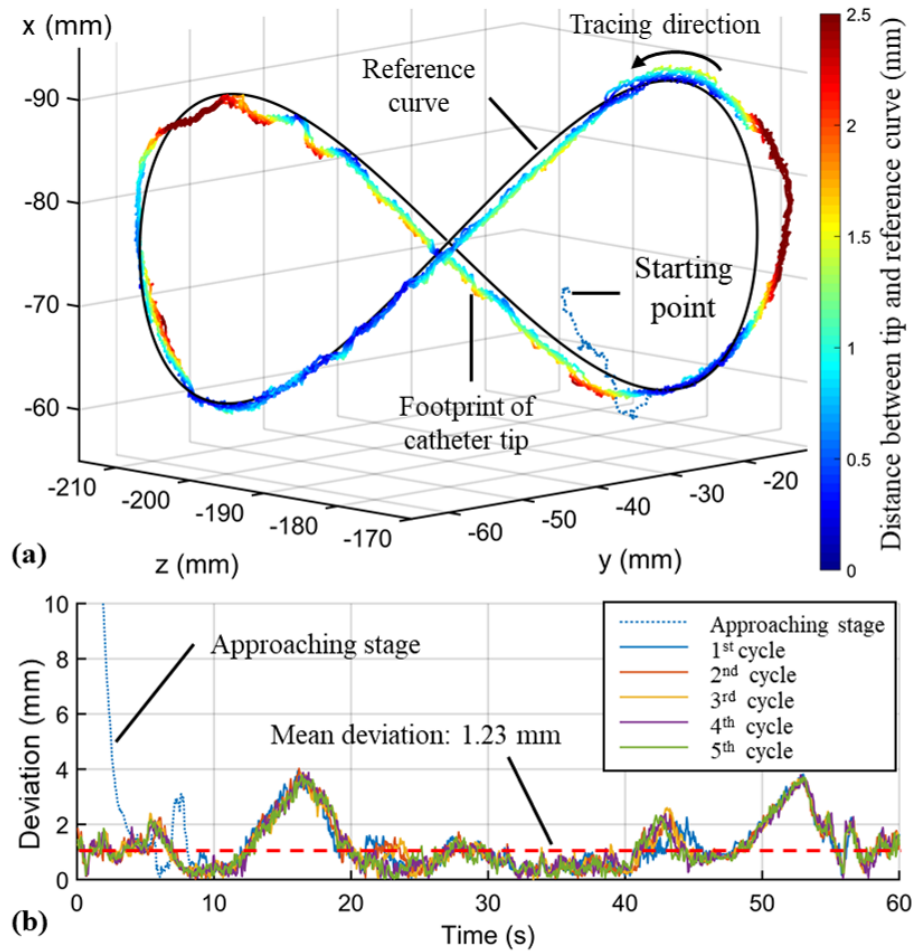 x (mm)
Tracing direction
Reference
curve
-90
-80
-70
-60
Starting
point
Footprint of
catheter tip
-210
-200
-190
-180
-170
-60
-50
-40
-30
-20
z (mm)
y (mm)
(a)
2.5
2
1.5
1
0.5
0
Distance between tip and reference curve (mm)
10
8
6
4
2
0
Deviation (mm)
Approaching stage
Mean deviation: 1.23 mm
Approaching stage
1st cycle
2nd cycle
3rd cycle
4th cycle
5th cycle
0
10
20
30
40
50
60
Time (s)
(b)